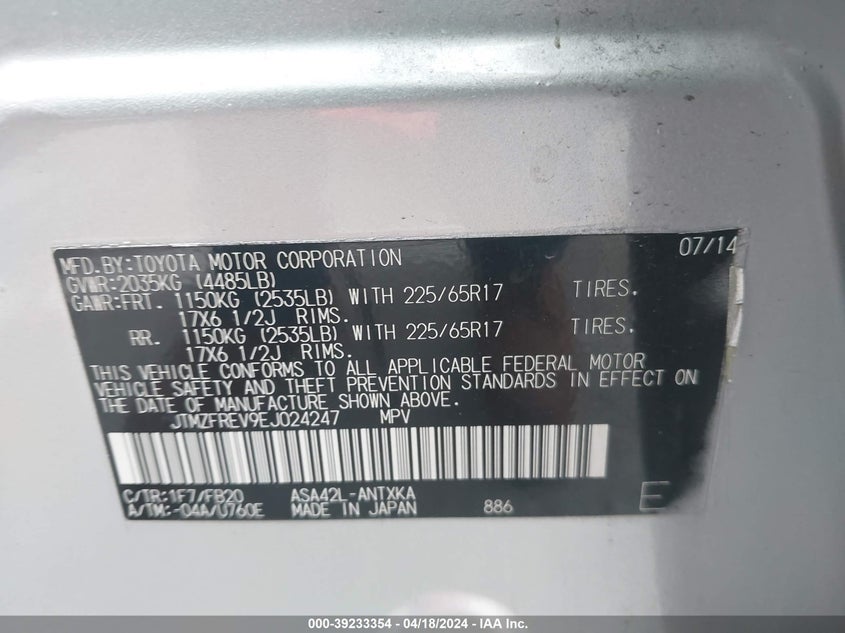 07/14
MFD.BY:TOYOTA MOTOR CORPORATION
GVWR:2035KG (4485LB)
GAWR:FRT. 1150KG (2535LB) WITH 225/65R17 TIRES.
17X6 1/2J RIMS.
RR. 1150KG (2535LB) WITH 225/65R17 TIRES.
17X6 1/2J RIMS.
THIS VEHICLE CONFORMS TO ALL APPLICABLE FEDERAL MOTOR
VEHICLE SAFETY AND THEFT PREVENTION STANDARDS IN EFFECT ON
THE DATE OF MANUFACTURE SHOWN ABOVE.
JTMZFREV9EJ024247 MPV
C/TR:1F7/FB20 ASA42L-ANTXKA
A/TM:-04A/U760E MADE IN JAPAN 886 E
000-39233354 - 04/18/2024 - IAA Inc.